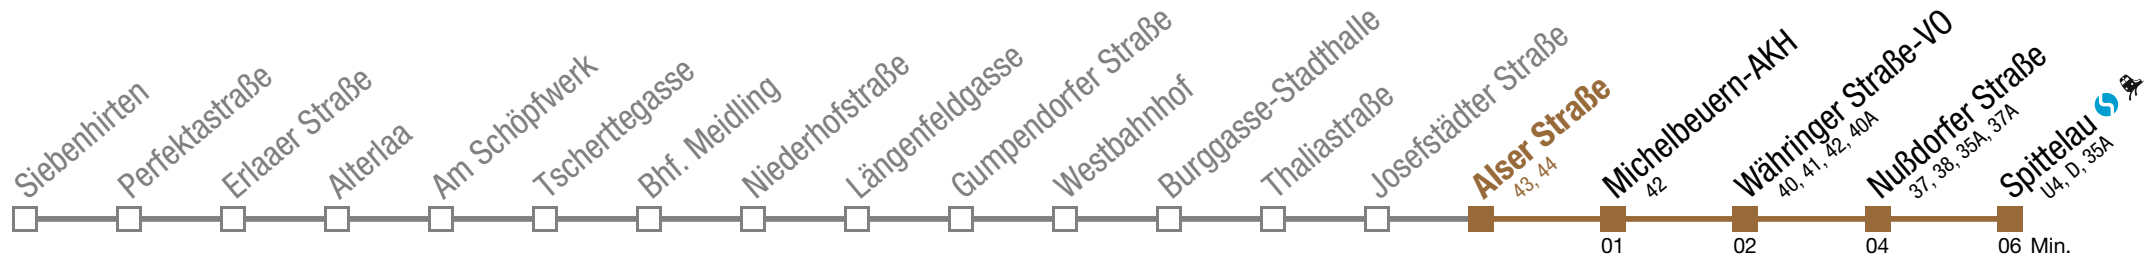 Siebenhirten
Perfektastraße
Erlaaer Straße
Alterlaa
Am Schöpfwerk
Tscherttegasse
Bhf. Meidling
Niederhofstraße
Längenfeldgasse
Gumpendorfer Straße
Westbahnhof
Burggasse-Stadthalle
Thaliastraße
Josefstädter Straße
Alser Straße
43, 44
Michelbeuern-AKH
42
Währinger Straße-VO
40, 41, 42, 40A
Nußdorfer Straße
37, 38, 35A, 37A
Spittelau
U4, D, 35A
01 02 04 06 Min.